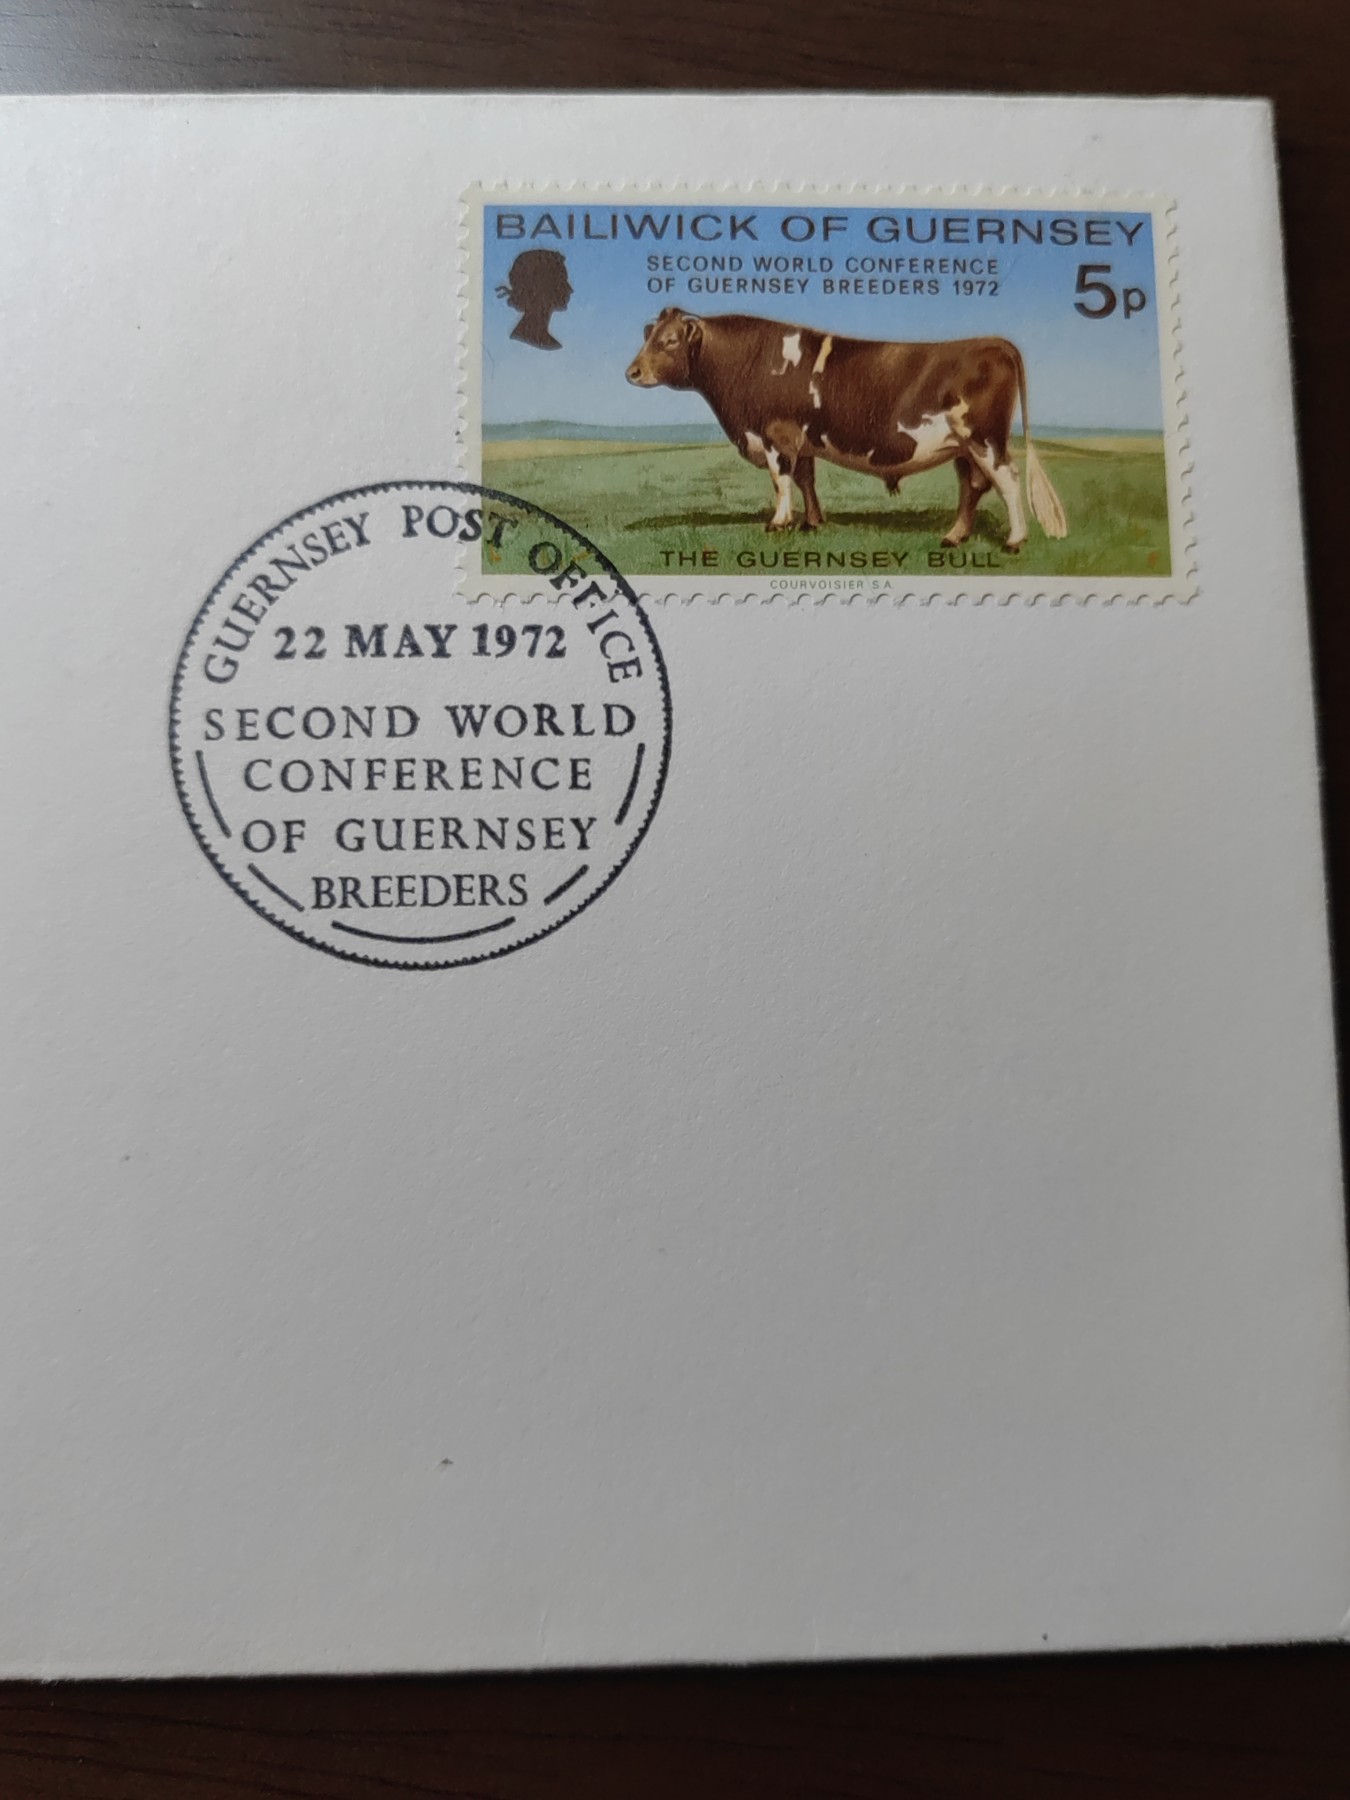 BAILIWICK OF GUERNSEY
SECOND WORLD CONFERENCE
OF GUERNSEY BREEDERS 1972
5p
THE GUERNSEY BULL
COURVOISIER S.A.
GUERNSEY POST OFFICE
22 MAY 1972
SECOND WORLD
CONFERENCE
OF GUERNSEY
BREEDERS